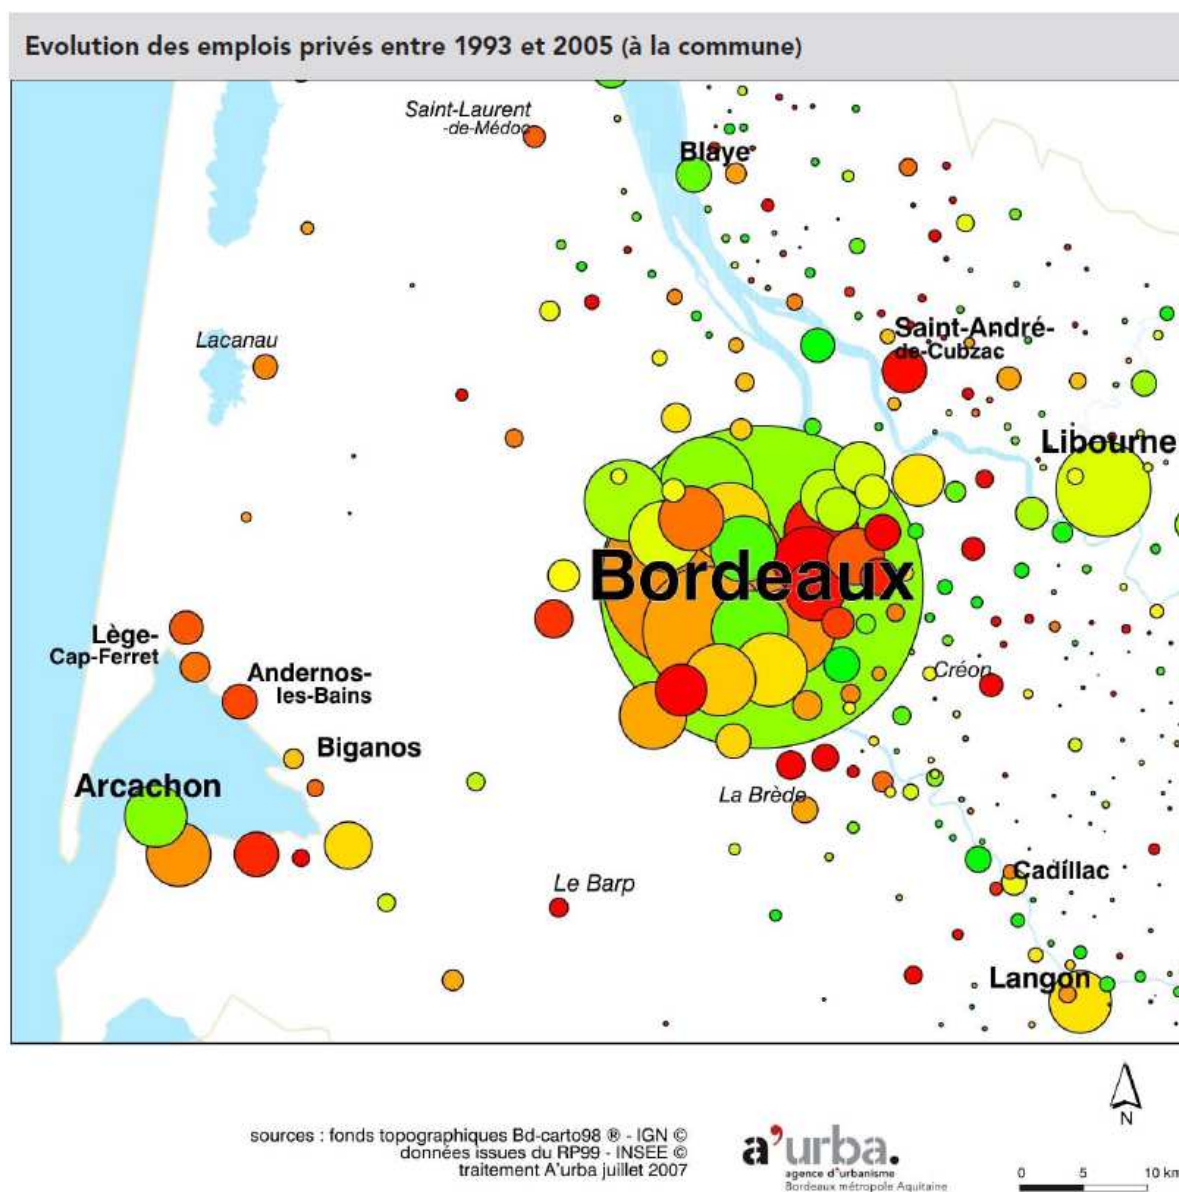 Evolution des emplois privés entre 1993 et 2005 (à la commune)
Saint-Laurent
-de-Médoc
Blaye
Lacanau
Saint-André-
de-Cubzac
Libourne
Bordeaux
Lège-
Cap-Ferret
Andernos-
les-Bains
Créon
Biganos
Arcachon
La Brède
Le Barp
Cadillac
Langon
N
sources : fonds topographiques Bd-carto98 ® - IGN ©
données issues du RP99 - INSEE ©
traitement A'urba juillet 2007
a'urba.
agence d'urbanisme
Bordeaux métropole Aquitaine
0 5 10 km